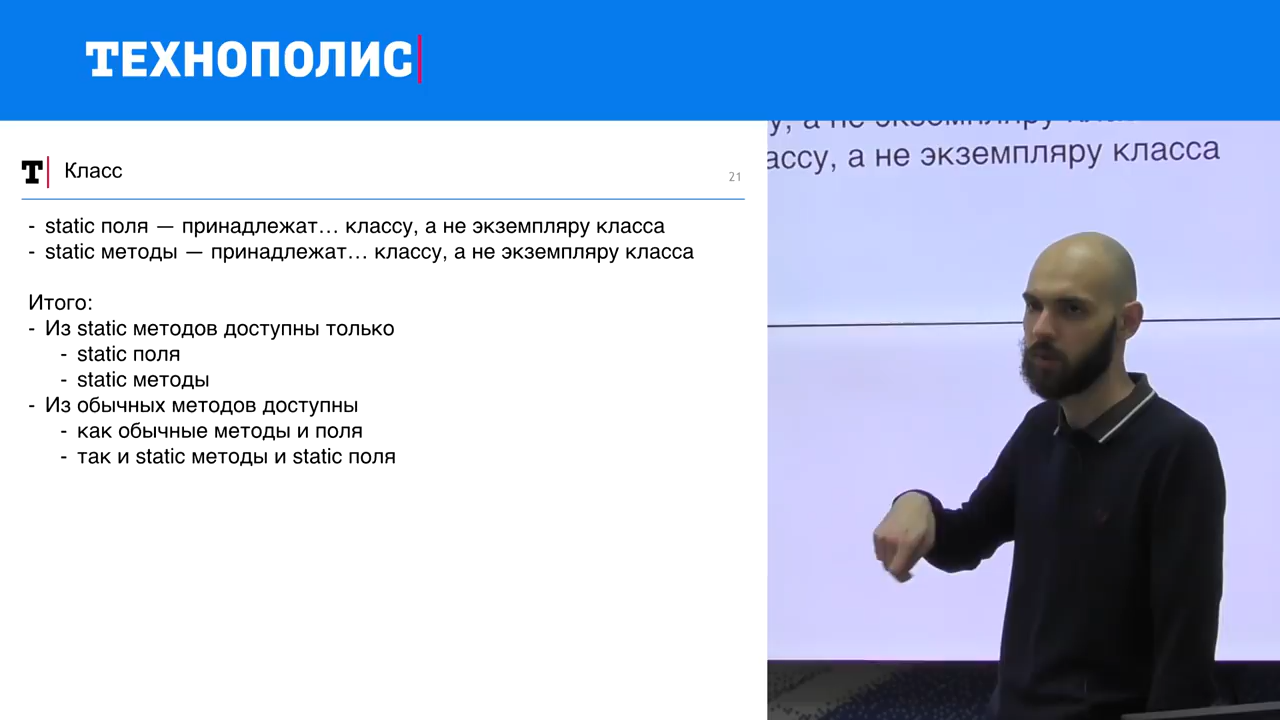 ТЕХНОПОЛИС
Т Класс
21
- static поля — принадлежат... классу, а не экземпляру класса
- static методы — принадлежат... классу, а не экземпляру класса
Итого:
- Из static методов доступны только
- static поля
- static методы
- Из обычных методов доступны
- как обычные методы и поля
- так и static методы и static поля
у, а не экземпляру
ассу, а не экземпляру класса